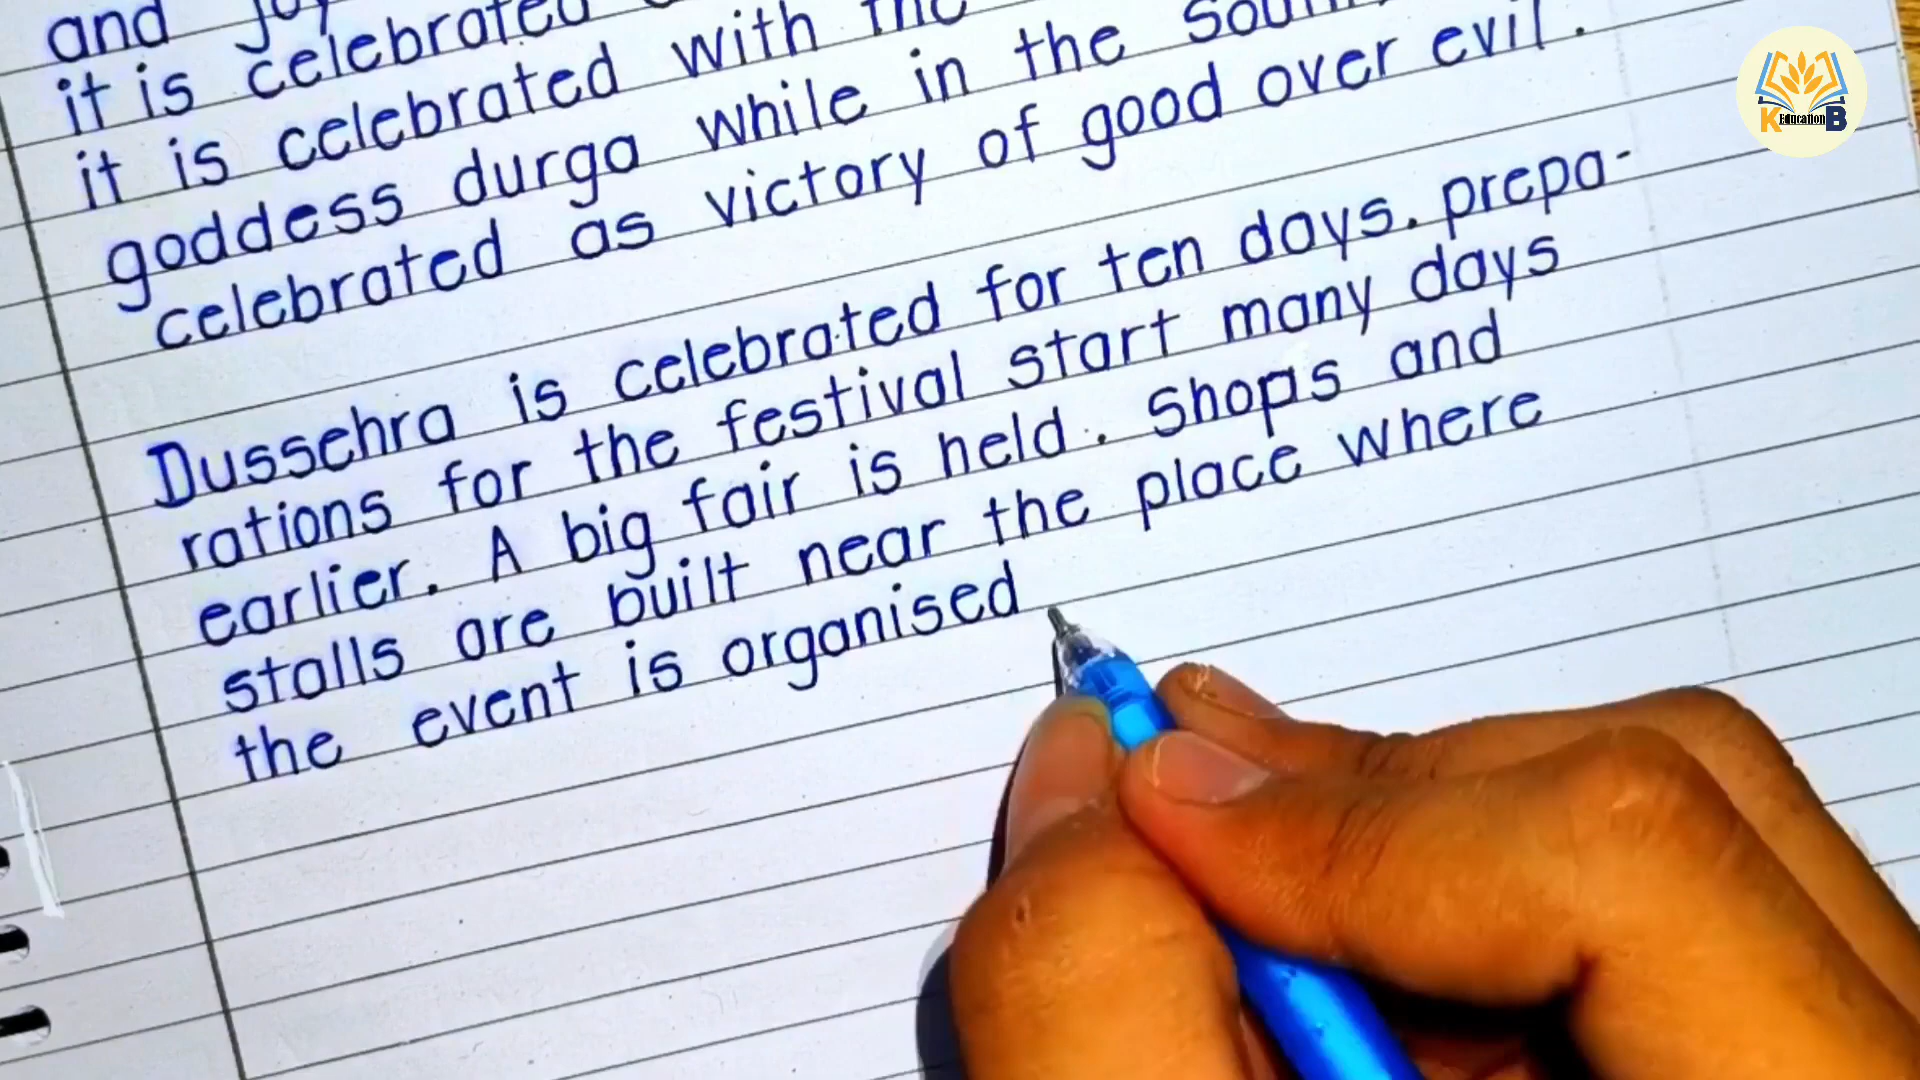 and joy
it is celebrated
it is celebrated with the
goddess durga while in the South
celebrated as victory of good over evil.
Dussehra is celebrated for ten days. prepa-
rations for the festival start many days
earlier. A big fair is held. Shops and
stalls are built near the place where
the event is organised
K Education B